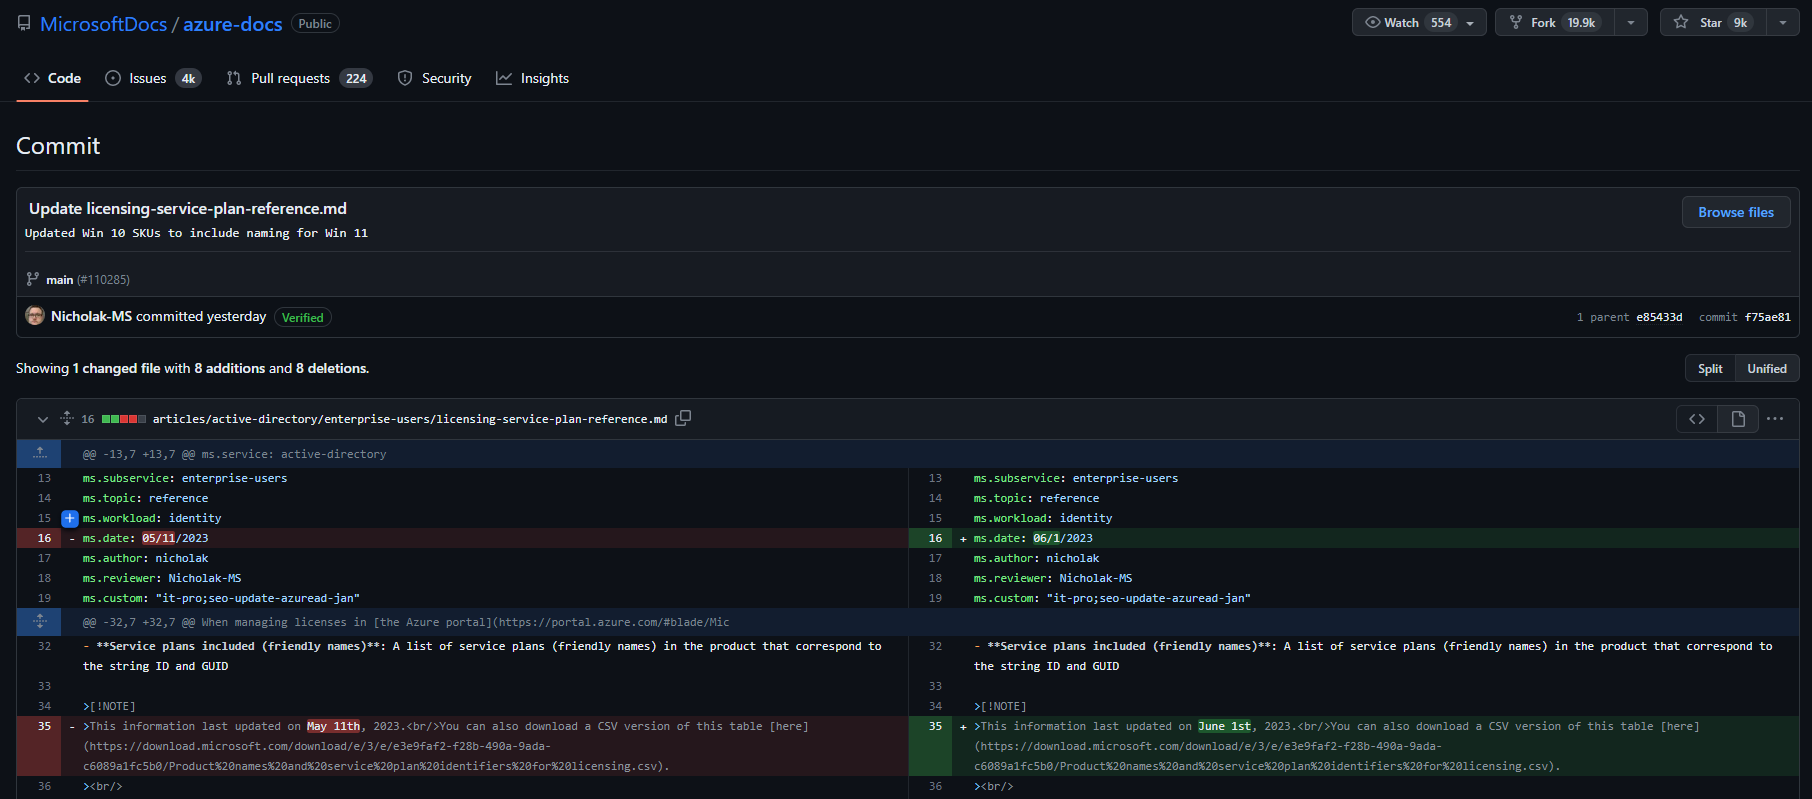 MicrosoftDocs / azure-docs Public
Watch 554 Fork 19.9k Star 9k
Code Issues 4k Pull requests 224 Security Insights
Commit
Update licensing-service-plan-reference.md
Browse files
Updated Win 10 SKUs to include naming for Win 11
main (#110285)
Nicholak-MS committed yesterday Verified
1 parent e85433d commit f75ae81
Showing 1 changed file with 8 additions and 8 deletions.
Split Unified
16 articles/active-directory/enterprise-users/licensing-service-plan-reference.md
@@ -13,7 +13,7 @@ ms.service: active-directory
13 ms.subservice: enterprise-users 13 ms.subservice: enterprise-users
14 ms.topic: reference 14 ms.topic: reference
15 + ms.workload: identity 15 ms.workload: identity
16 - ms.date: 05/11/2023 16 + ms.date: 06/1/2023
17 ms.author: nicholak 17 ms.author: nicholak
18 ms.reviewer: Nicholak-MS 18 ms.reviewer: Nicholak-MS
19 ms.custom: "it-pro;seo-update-azuread-jan" 19 ms.custom: "it-pro;seo-update-azuread-jan"
@@ -32,7 +32,7 @@ When managing licenses in [the Azure portal](https://portal.azure.com/#blade/Mic
32 - **Service plans included (friendly names)**: A list of service plans (friendly names) in the product that correspond to 32 - **Service plans included (friendly names)**: A list of service plans (friendly names) in the product that correspond to
the string ID and GUID the string ID and GUID
33 33
34 >[!NOTE] 34 >[!NOTE]
35 - >This information last updated on May 11th, 2023.<br/>You can also download a CSV version of this table [here] 35 + >This information last updated on June 1st, 2023.<br/>You can also download a CSV version of this table [here]
(https://download.microsoft.com/download/e/3/e/e3e9faf2-f28b-490a-9ada- (https://download.microsoft.com/download/e/3/e/e3e9faf2-f28b-490a-9ada-
c6089a1fc5b0/Product%20names%20and%20service%20plan%20identifiers%20for%20licensing.csv). c6089a1fc5b0/Product%20names%20and%20service%20plan%20identifiers%20for%20licensing.csv).
36 ><br/> 36 ><br/>